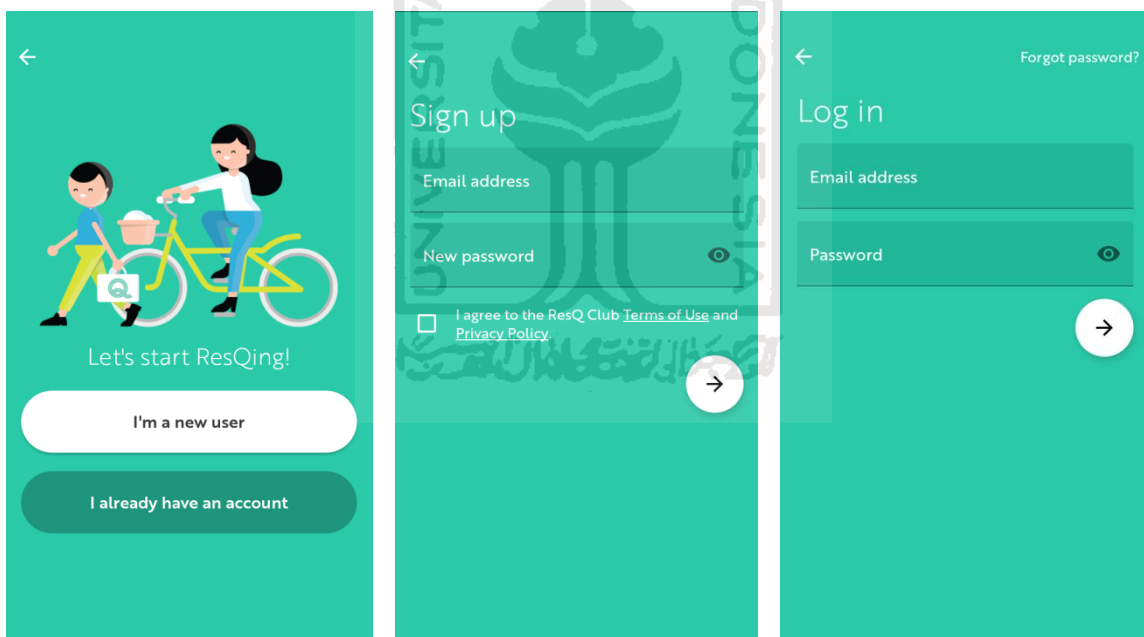 Let's start ResQing!
I'm a new user
I already have an account
Q
Sign up
Email address
New password
I agree to the ResQ Club Terms of Use and
Privacy Policy.
Forgot password?
Log in
Email address
Password